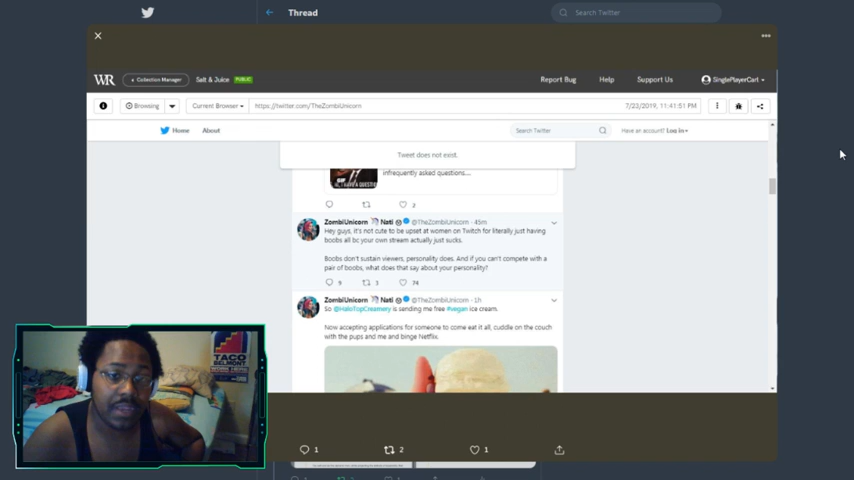 Thread
Search Twitter
WR
Collection Manager
Salt & Juice
PUBLIC
Report Bug
Help
Support Us
SinglePlayerCart
Browsing
Current Browser
https://twitter.com/TheZombiUnicorn
7/23/2019, 11:41:51 PM
Home
About
Search Twitter
Have an account? Log in
Tweet does not exist.
infrequently asked questions....
2
ZombiUnicorn Nati @TheZombiUnicorn · 45m
Hey guys, it's not cute to be upset at women on Twitch for literally just having
boobs all bc your own stream actually just sucks.
Boobs don't sustain viewers, personality does. And if you can't compete with a
pair of boobs, what does that say about your personality?
9
3
74
ZombiUnicorn Nati @TheZombiUnicorn · 1h
So @HaloTopCreamery is sending me free #vegan ice cream.
Now accepting applications for someone to come eat it all, cuddle on the couch
with the pups and me and binge Netflix.
TACO
BELMONT
WORK HERE
1
2
1